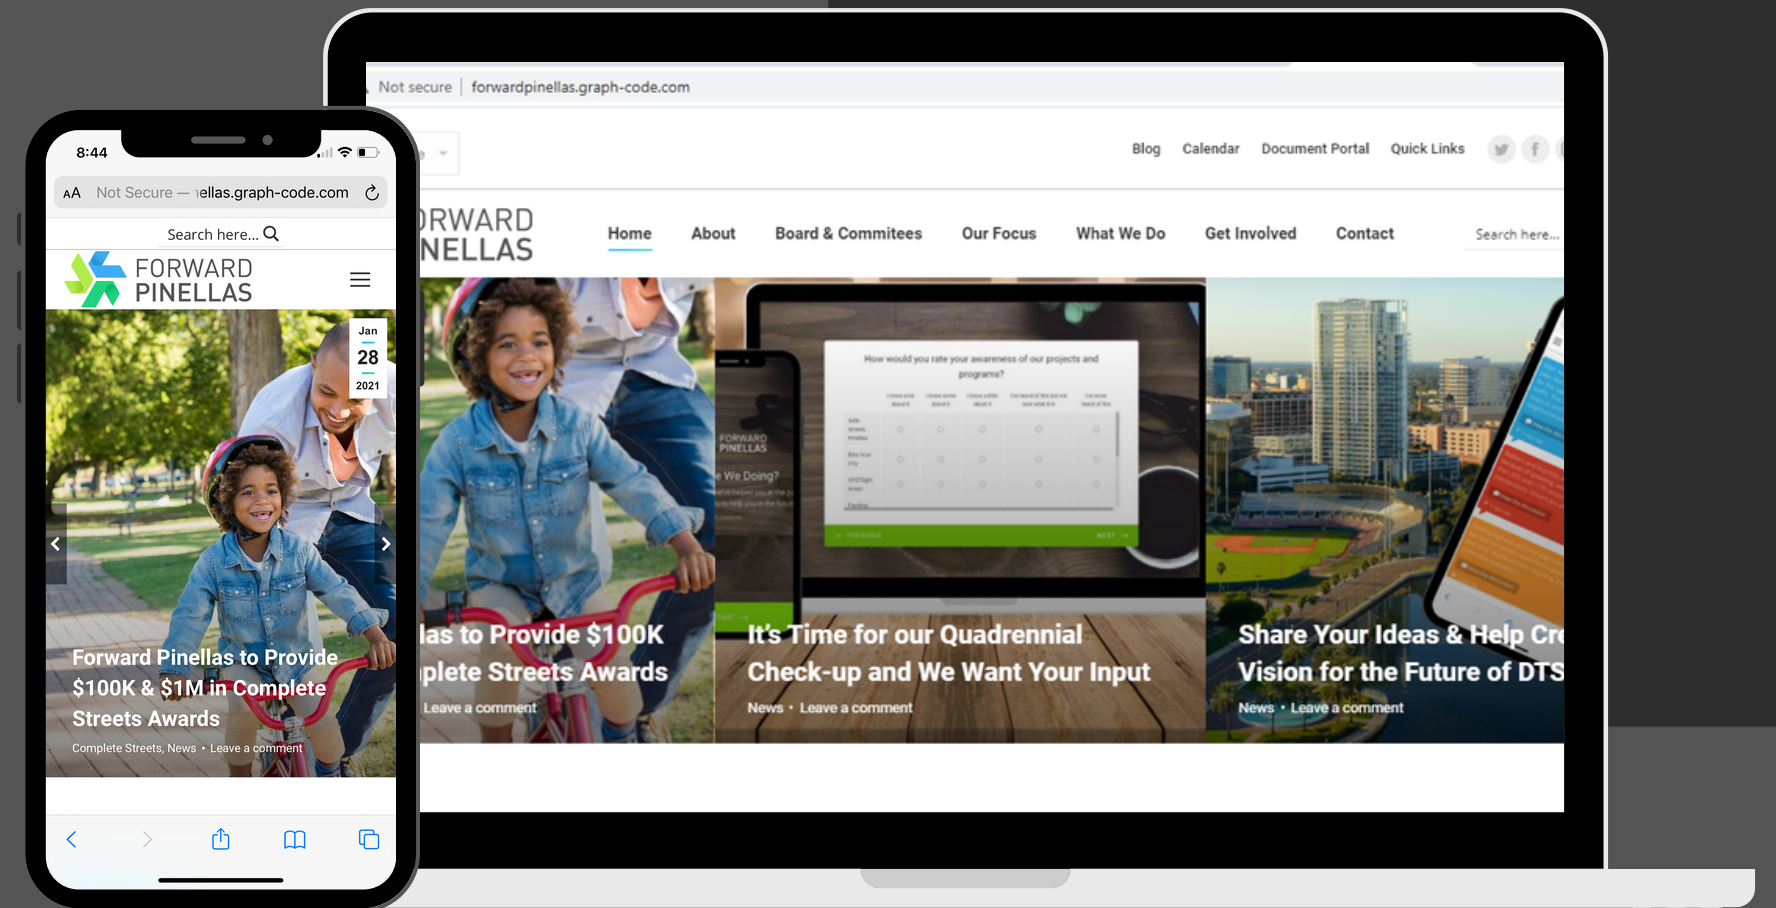 8:44
AA Not Secure — nellas.graph-code.com
Search here...
FORWARD
PINELLAS
Jan
28
2021
Forward Pinellas to Provide
$100K & $1M in Complete
Streets Awards
Complete Streets, News • Leave a comment
Not secure | forwardpinellas.graph-code.com
Blog Calendar Document Portal Quick Links
ORWARD
NELLAS
Home About Board & Commitees Our Focus What We Do Get Involved Contact Search here...
How would you rate your awareness of our projects and
programs?
FORWARD
PINELLAS
e We Doing?
PREVIOUS NEXT
las to Provide $100K
plete Streets Awards
Leave a comment
It's Time for our Quadrennial
Check-up and We Want Your Input
News • Leave a comment
Share Your Ideas & Help Cre
Vision for the Future of DTS
News • Leave a comment